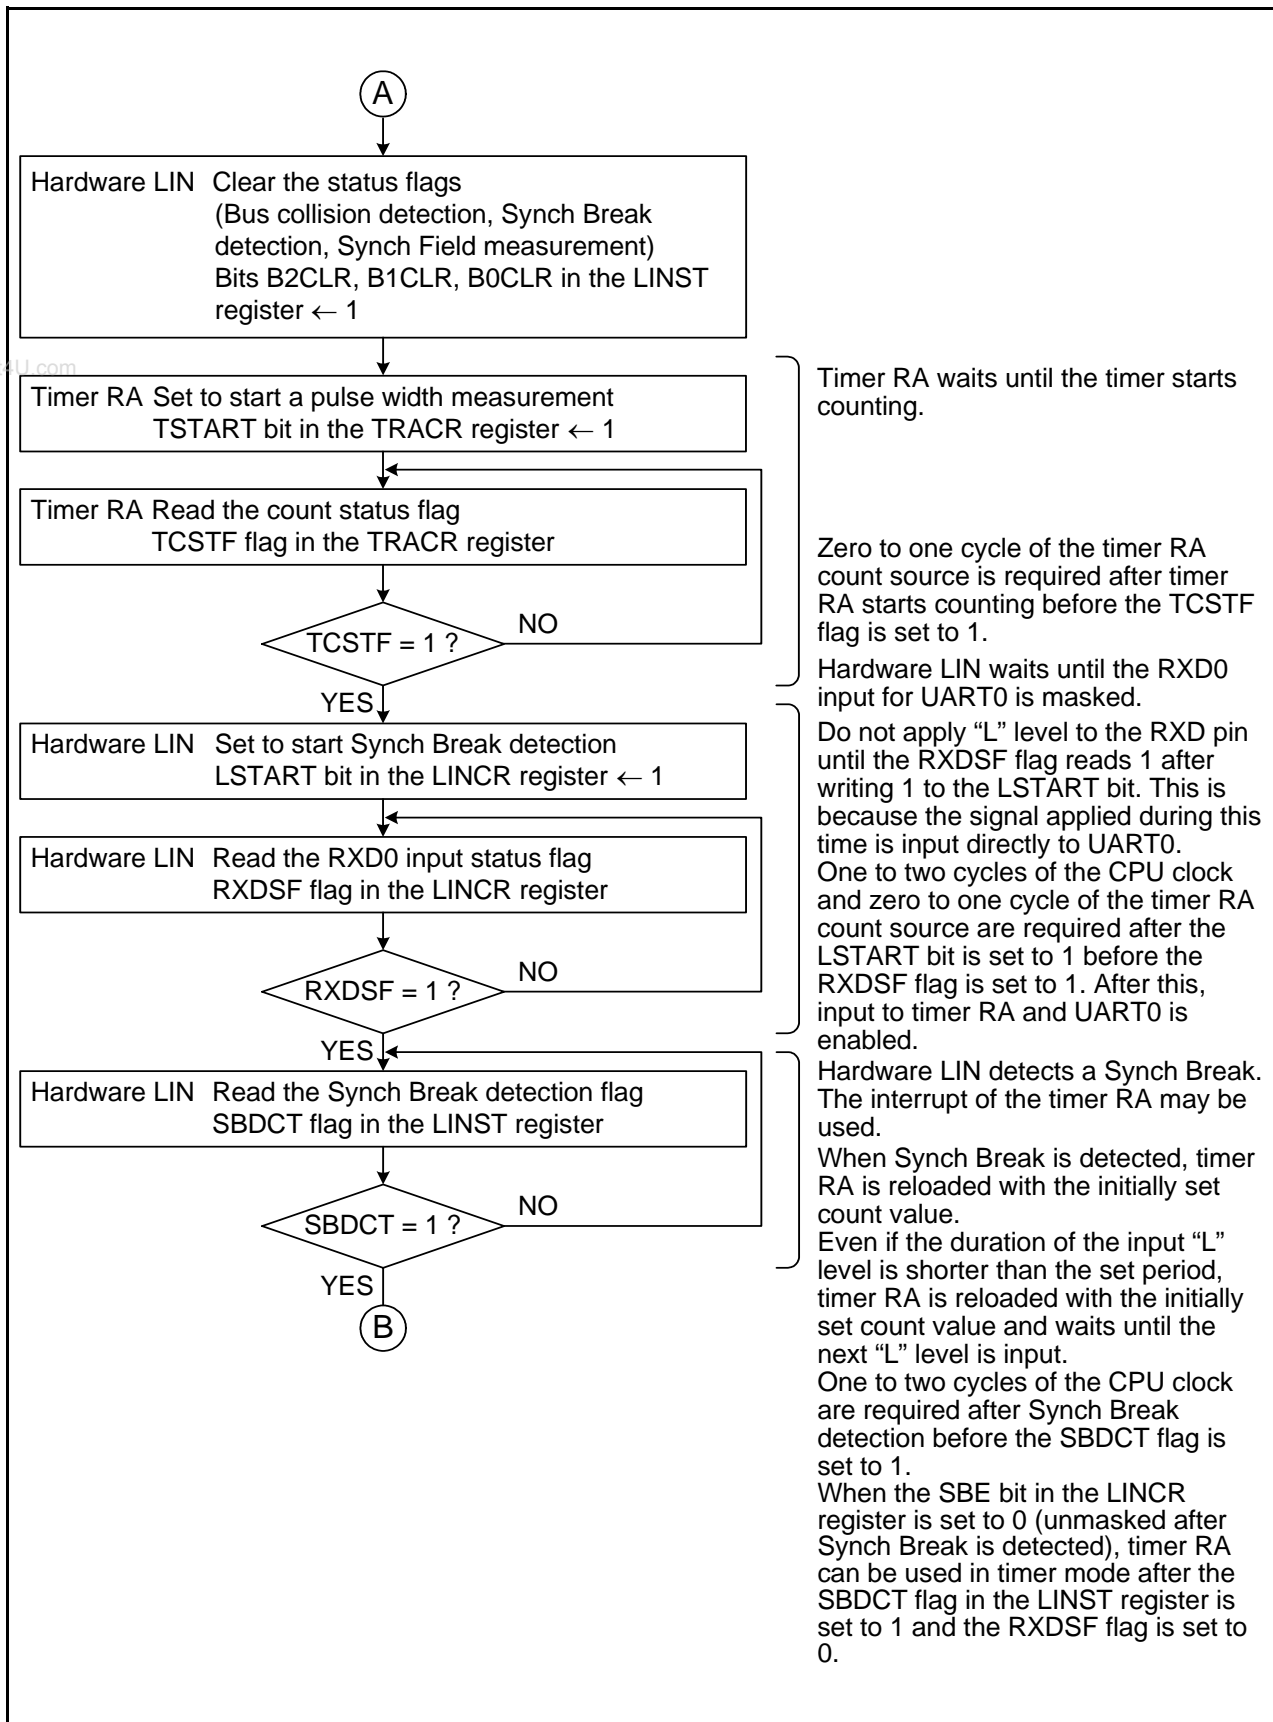 A
Hardware LIN Clear the status flags
(Bus collision detection, Synch Break
detection, Synch Field measurement)
Bits B2CLR, B1CLR, B0CLR in the LINST
register ← 1
4U.com
Timer RA Set to start a pulse width measurement
TSTART bit in the TRACR register ← 1
Timer RA Read the count status flag
TCSTF flag in the TRACR register
TCSTF = 1 ?
NO
YES
Hardware LIN Set to start Synch Break detection
LSTART bit in the LINCR register ← 1
Hardware LIN Read the RXD0 input status flag
RXDSF flag in the LINCR register
RXDSF = 1 ?
NO
YES
Hardware LIN Read the Synch Break detection flag
SBDCT flag in the LINST register
SBDCT = 1 ?
NO
YES
B
Timer RA waits until the timer starts
counting.
Zero to one cycle of the timer RA
count source is required after timer
RA starts counting before the TCSTF
flag is set to 1.
Hardware LIN waits until the RXD0
input for UART0 is masked.
Do not apply “L” level to the RXD pin
until the RXDSF flag reads 1 after
writing 1 to the LSTART bit. This is
because the signal applied during this
time is input directly to UART0.
One to two cycles of the CPU clock
and zero to one cycle of the timer RA
count source are required after the
LSTART bit is set to 1 before the
RXDSF flag is set to 1. After this,
input to timer RA and UART0 is
enabled.
Hardware LIN detects a Synch Break.
The interrupt of the timer RA may be
used.
When Synch Break is detected, timer
RA is reloaded with the initially set
count value.
Even if the duration of the input “L”
level is shorter than the set period,
timer RA is reloaded with the initially
set count value and waits until the
next “L” level is input.
One to two cycles of the CPU clock
are required after Synch Break
detection before the SBDCT flag is
set to 1.
When the SBE bit in the LINCR
register is set to 0 (unmasked after
Synch Break is detected), timer RA
can be used in timer mode after the
SBDCT flag in the LINST register is
set to 1 and the RXDSF flag is set to
0.